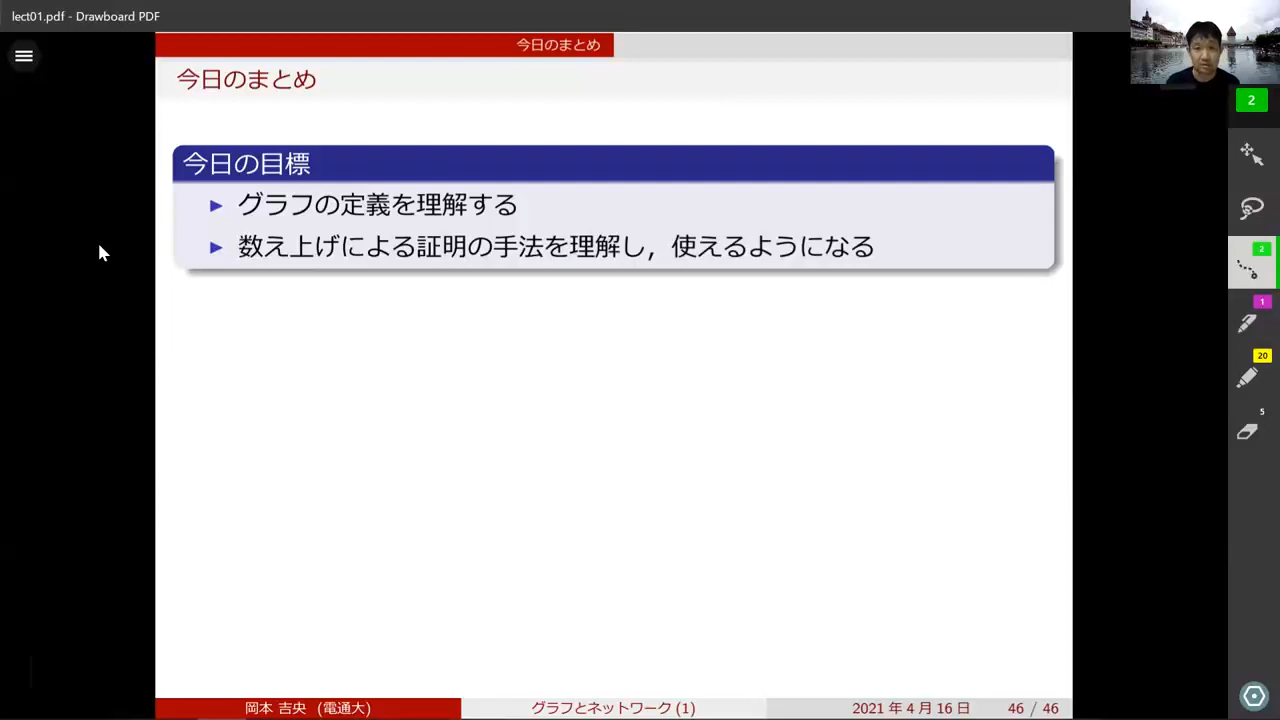 lect01.pdf - Drawboard PDF
今日のまとめ
今日のまとめ
今日の目標
▶ グラフの定義を理解する
▶ 数え上げによる証明の手法を理解し，使えるようになる
2
2
1
20
5
岡本 吉央 (電通大)
グラフとネットワーク (1)
2021 年 4 月 16 日
46 / 46